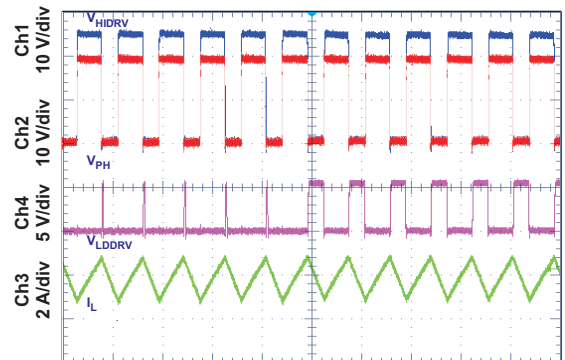 Ch1
10 V/div
VHIDRV
Ch2
10 V/div
VPH
Ch4
5 V/div
VLDDRV
Ch3
2 A/div
IL